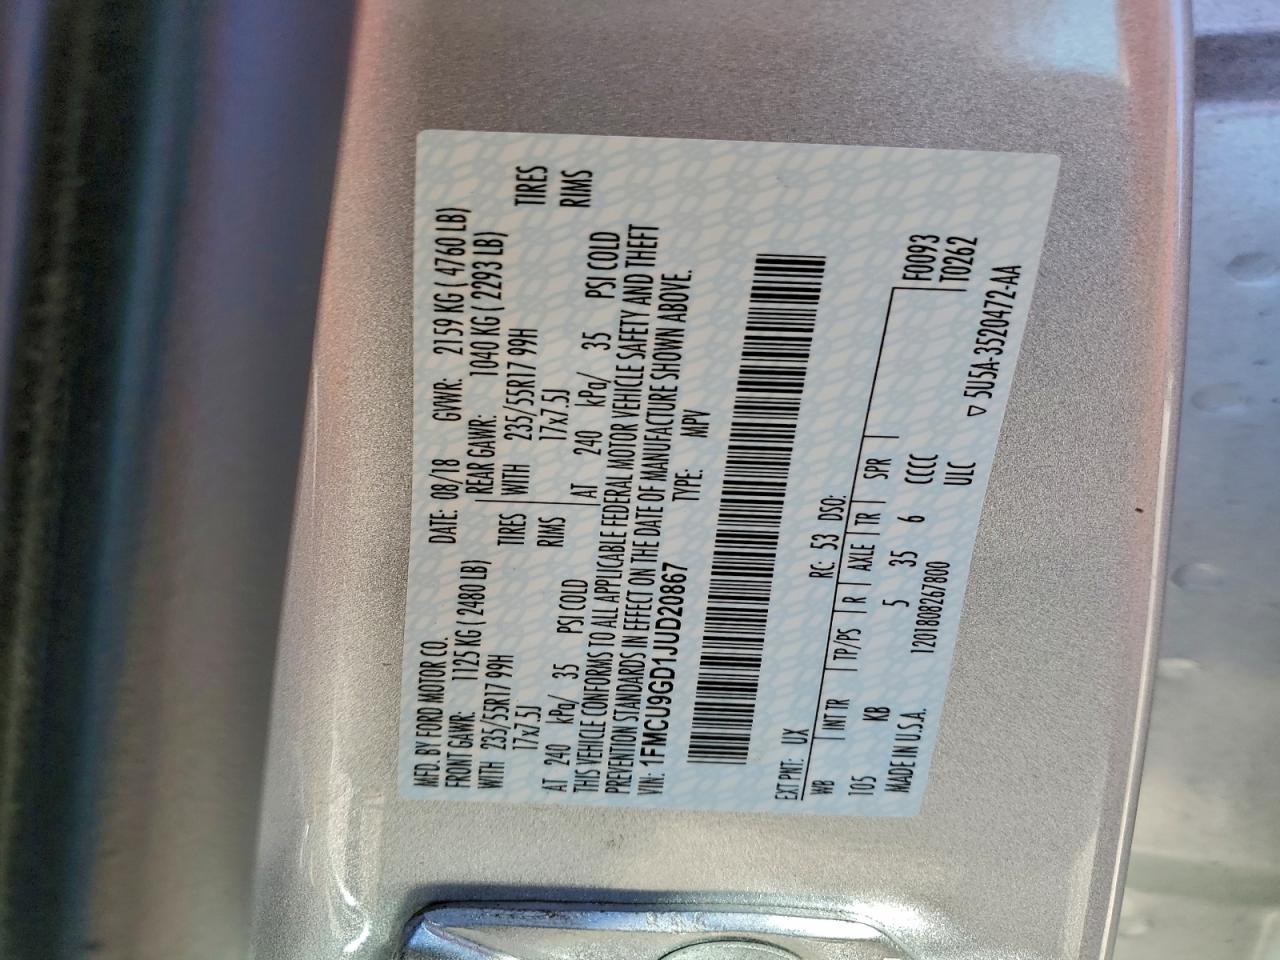 MFD. BY FORD MOTOR CO. DATE: 08/18 GVWR: 2159 KG ( 4760 LB)
FRONT GAWR: 1125 KG ( 2480 LB) REAR GAWR: 1040 KG ( 2293 LB)
WITH 235/55R17 99H TIRES WITH 235/55R17 99H TIRES
17x7.5J RIMS 17x7.5J RIMS
AT 240 kPa/ 35 PSI COLD AT 240 kPa/ 35 PSI COLD
THIS VEHICLE CONFORMS TO ALL APPLICABLE FEDERAL MOTOR VEHICLE SAFETY AND THEFT
PREVENTION STANDARDS IN EFFECT ON THE DATE OF MANUFACTURE SHOWN ABOVE.
VIN: 1FMCU9GD1JUD20867 TYPE: MPV
EXT PNT: UX RC: 53 DSO: F0093
WB INT TR TP/PS R AXLE TR SPR T0262
105 KB 5 35 6 CCCC
MADE IN U.S.A. 1201808267800 ULC ▽ 5U5A-3520472-AA